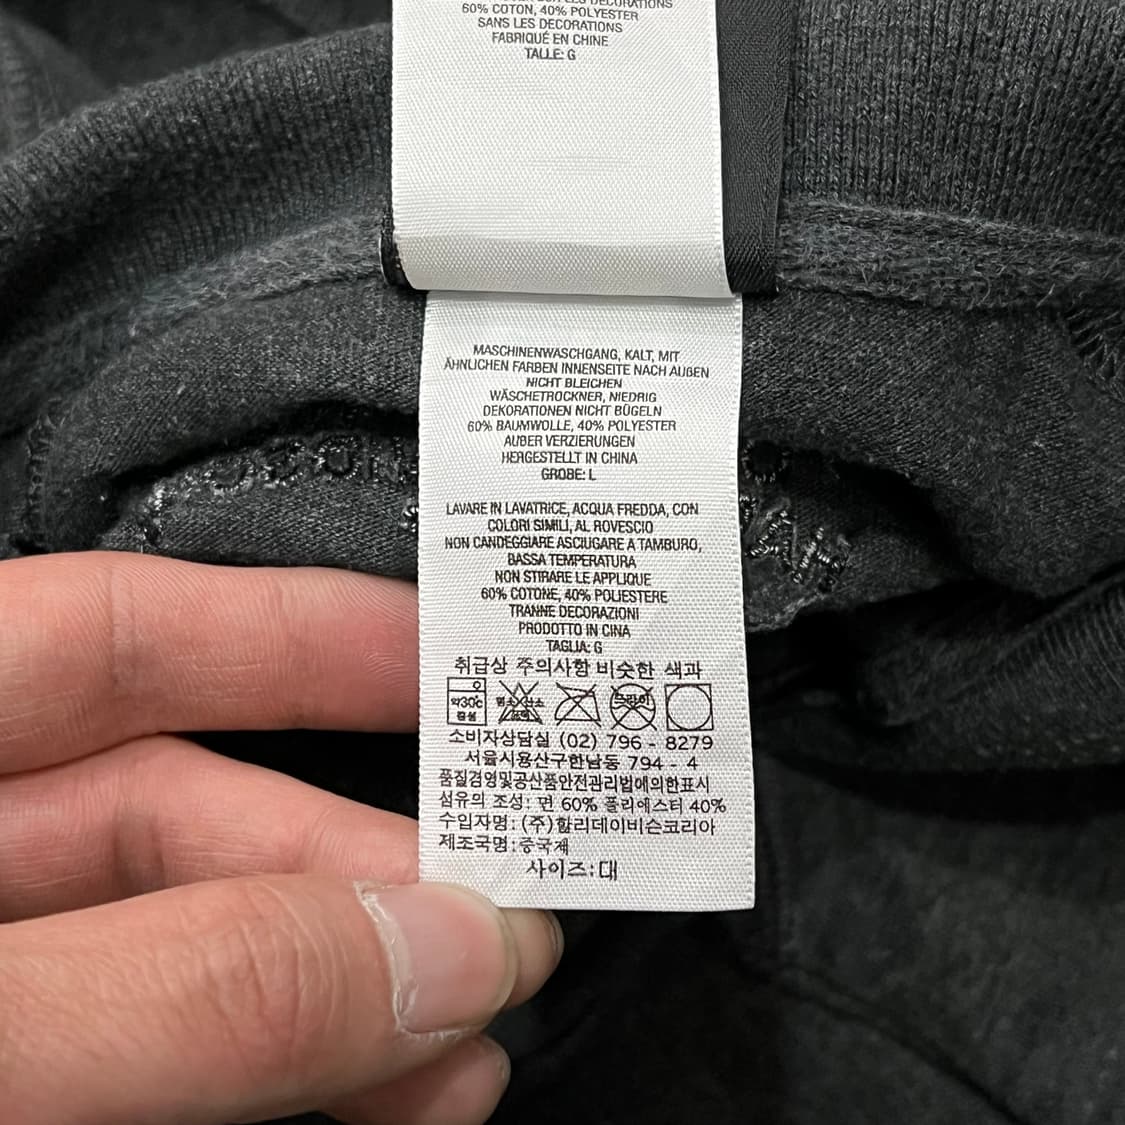 60% COTON, 40% POLYESTER
SANS LES DECORATIONS
FABRIQUÉ EN CHINE
TALLE: G
MASCHINENWASCHGANG, KALT, MIT
ÄHNLICHEN FARBEN INNENSEITE NACH AUßEN
NICHT BLEICHEN
WÄSCHETROCKNER, NIEDRIG
DEKORATIONEN NICHT BÜGELN
60% BAUMWOLLE, 40% POLYESTER
AUßER VERZIERUNGEN
HERGESTELLT IN CHINA
GRÖBE: L
LAVARE IN LAVATRICE, ACQUA FREDDA, CON
COLORI SIMILI, AL ROVESCIO
NON CANDEGGIARE ASCIUGARE A TAMBURO,
BASSA TEMPERATURA
NON STIRARE LE APPLIQUE
60% COTONE, 40% POLIESTERE
TRANNE DECORAZIONI
PRODOTTO IN CINA
TAGLIA: G
취급상 주의사항 비슷한 색과
약30℃
중성
드라이
소비자상담실 (02) 796 - 8279
서울시용산구한남동 794 - 4
품질경영및공산품안전관리법에의한표시
섬유의 조성: 면 60% 폴리에스터 40%
수입자명: (주)할리데이비슨코리아
제조국명:중국제
사이즈:대